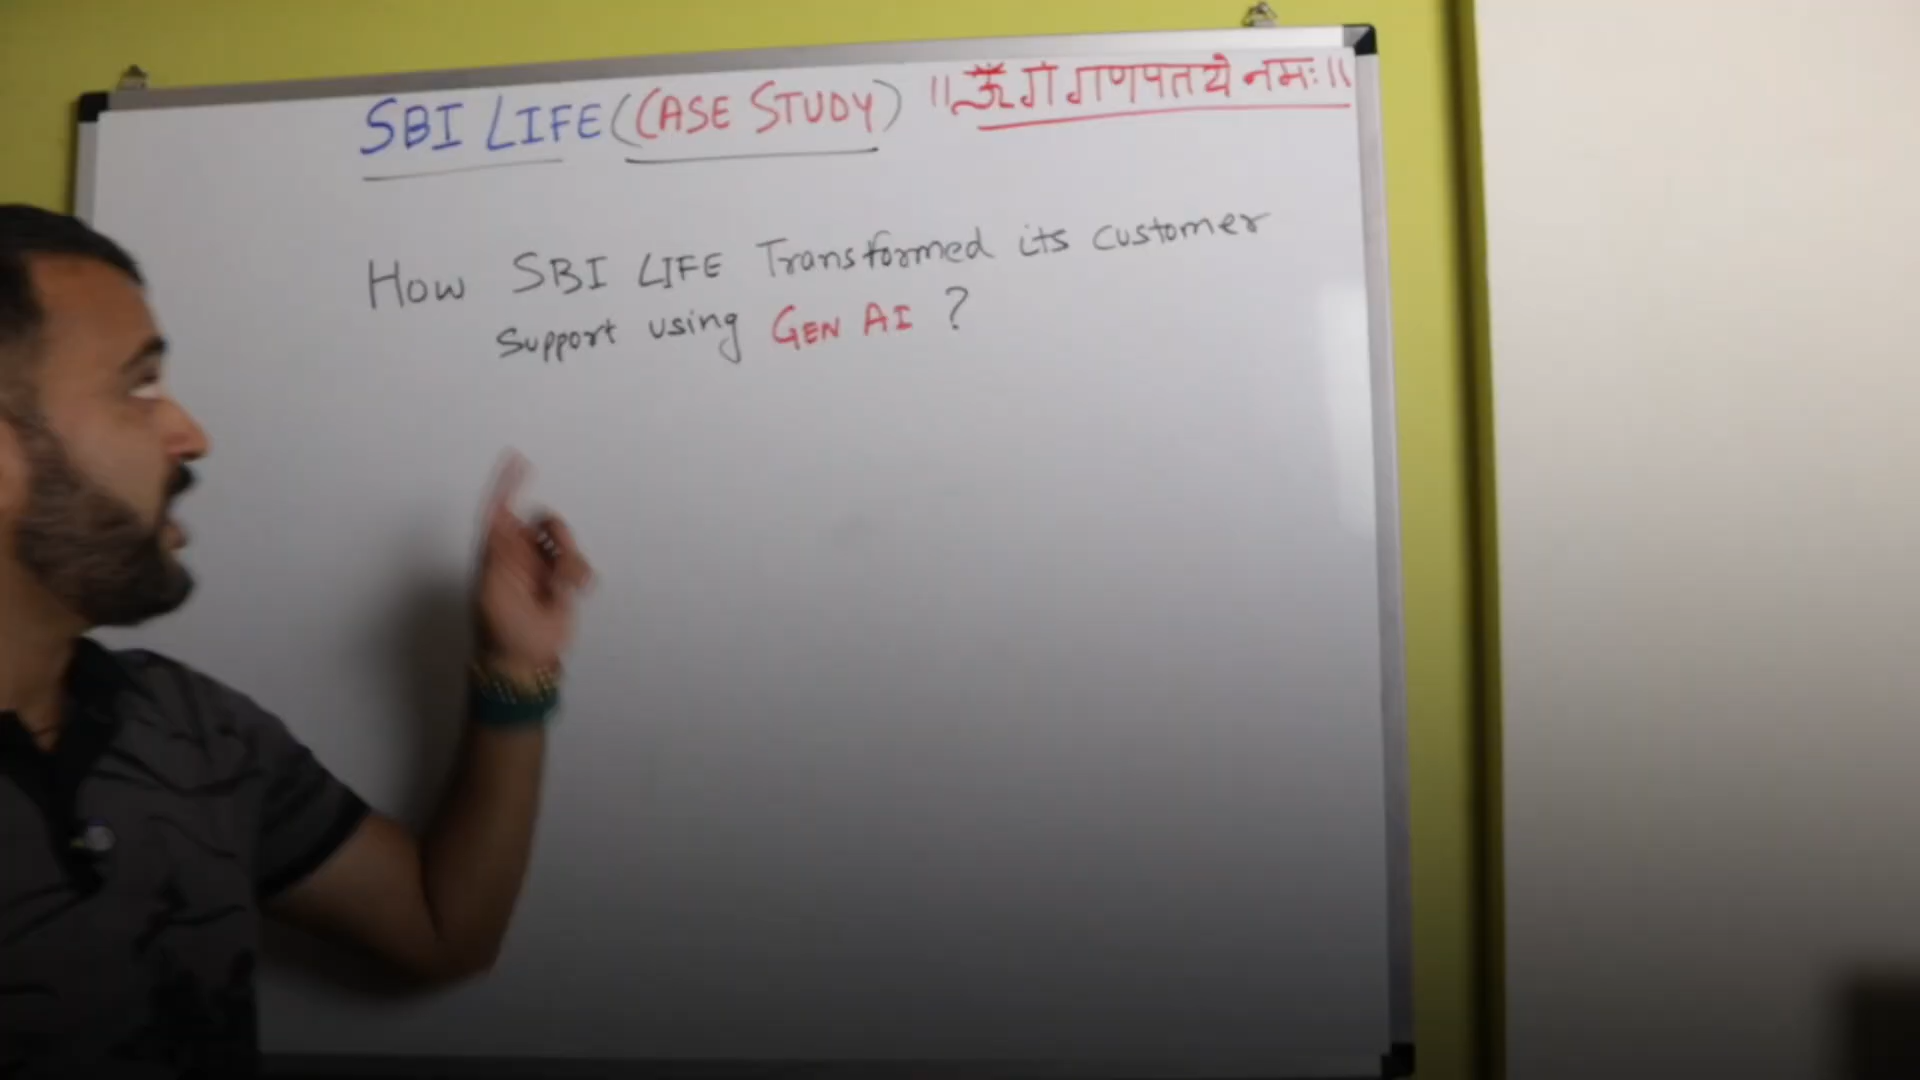 SBI LIFE (CASE STUDY) ॥ ॐ गं गणपतये नमः ॥
How SBI LIFE Transformed its customer
support using GEN AI ?